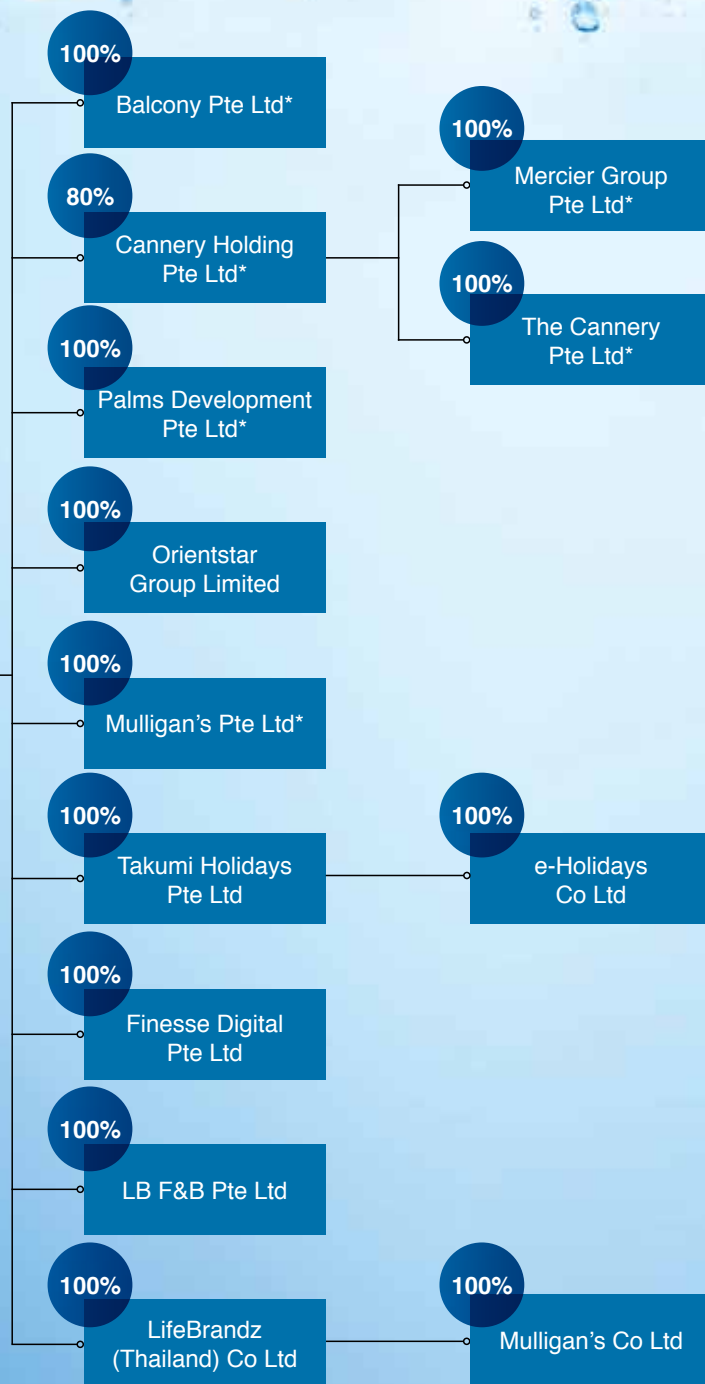 100%
Balcony Pte Ltd*
80%
Cannery Holding
Pte Ltd*
100%
Mercier Group
Pte Ltd*
100%
The Cannery
Pte Ltd*
100%
Palms Development
Pte Ltd*
100%
Orientstar
Group Limited
100%
Mulligan’s Pte Ltd*
100%
Takumi Holidays
Pte Ltd
100%
e-Holidays
Co Ltd
100%
Finesse Digital
Pte Ltd
100%
LB F&B Pte Ltd
100%
LifeBrandz
(Thailand) Co Ltd
100%
Mulligan’s Co Ltd